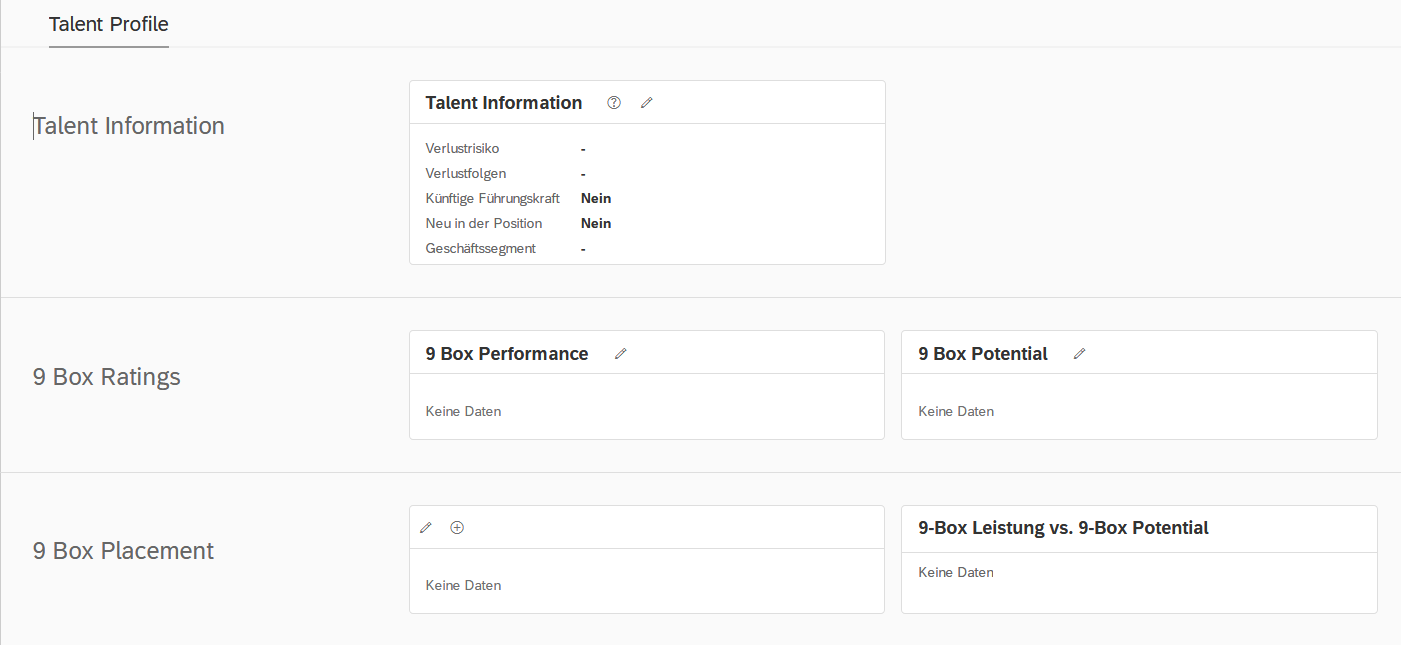 Talent Profile
Talent Information
Talent Information
Verlustrisiko -
Verlustfolgen -
Künftige Führungskraft Nein
Neu in der Position Nein
Geschäftssegment -
9 Box Ratings
9 Box Performance
Keine Daten
9 Box Potential
Keine Daten
9 Box Placement
Keine Daten
9-Box Leistung vs. 9-Box Potential
Keine Daten